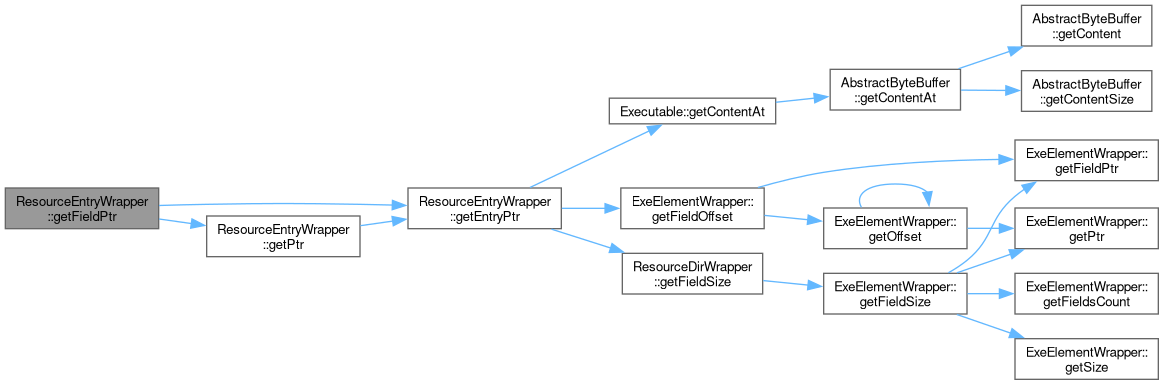 ResourceEntryWrapper
::getFieldPtr
ResourceEntryWrapper
::getPtr
ResourceEntryWrapper
::getEntryPtr
Executable::getContentAt
AbstractByteBuffer
::getContentAt
AbstractByteBuffer
::getContent
AbstractByteBuffer
::getContentSize
ExeElementWrapper::
getFieldOffset
ExeElementWrapper::
getOffset
ResourceDirWrapper
::getFieldSize
ExeElementWrapper::
getFieldSize
ExeElementWrapper::
getFieldPtr
ExeElementWrapper::
getPtr
ExeElementWrapper::
getFieldsCount
ExeElementWrapper::
getSize